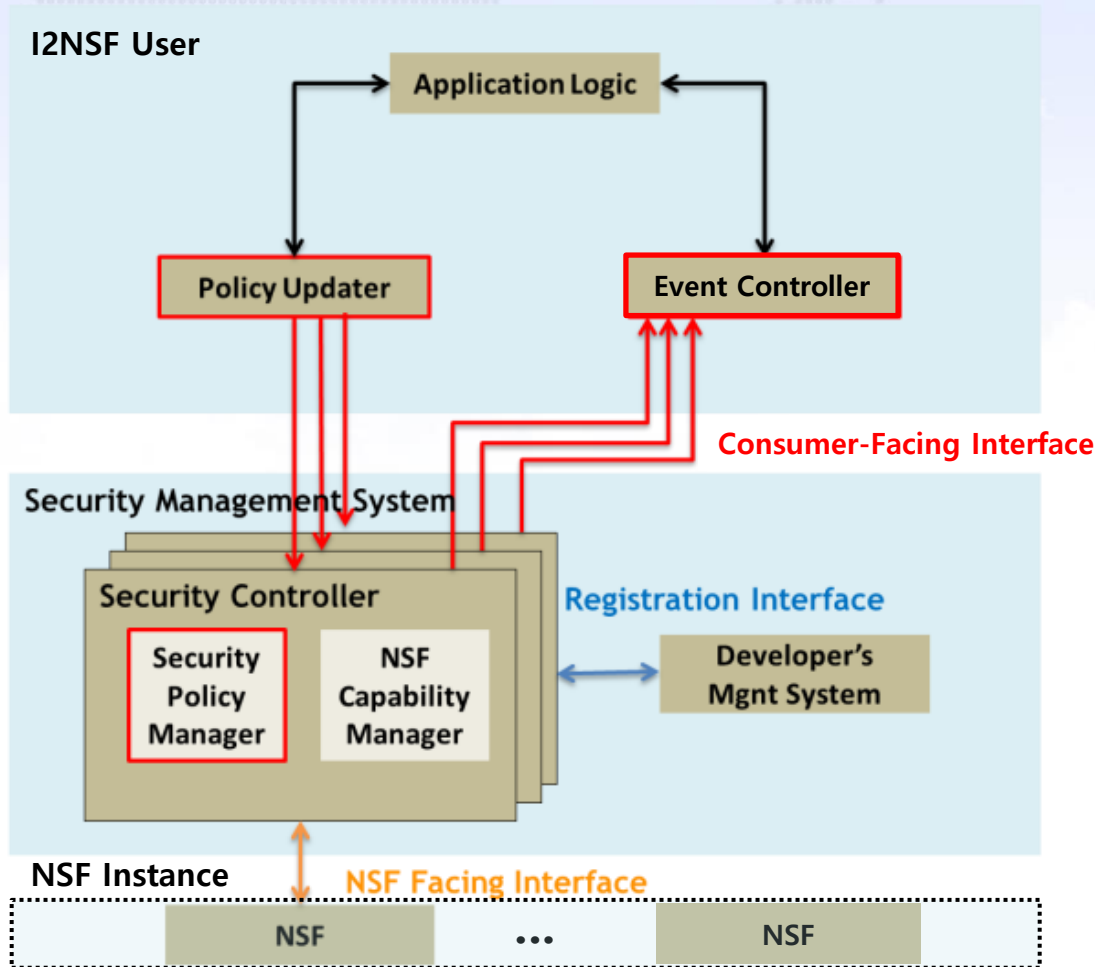 I2NSF User
Application Logic
Policy Updater
Event Controller
Consumer-Facing Interface
Security Management System
Security Controller
Registration Interface
Security
Policy
Manager
NSF
Capability
Manager
Developer's
Mgnt System
NSF Instance
NSF Facing Interface
NSF
...
NSF